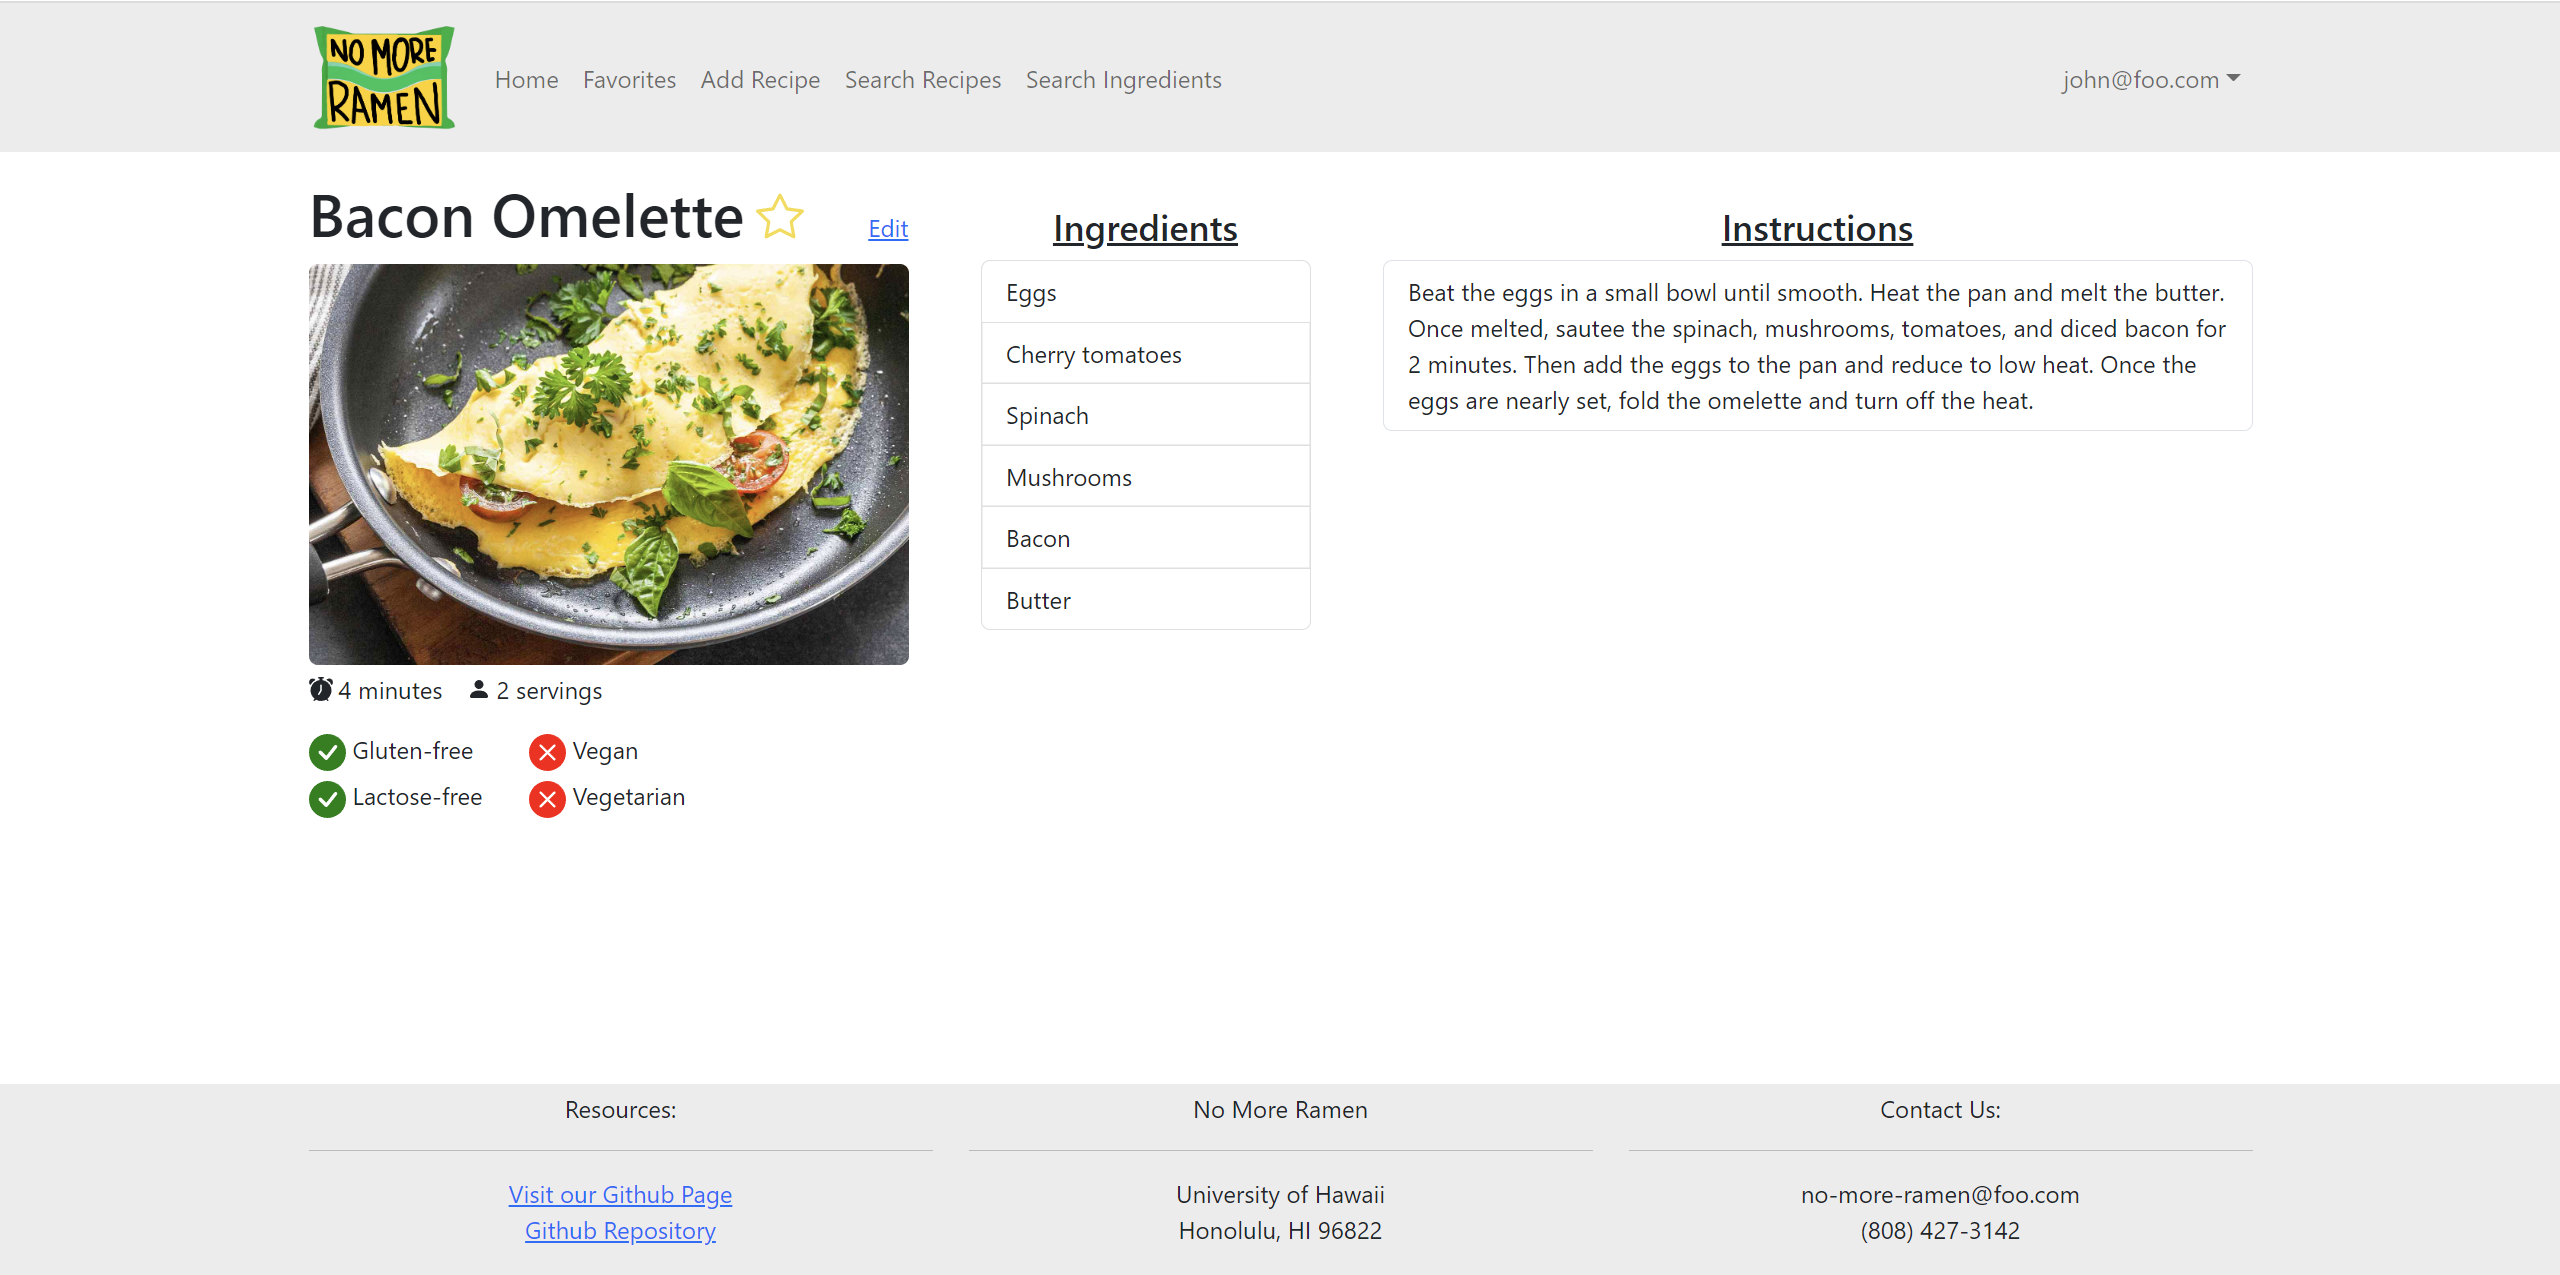 NO MORE
RAMEN
Home Favorites Add Recipe Search Recipes Search Ingredients
john@foo.com
Bacon Omelette
Edit
4 minutes 2 servings
Gluten-free Vegan
Lactose-free Vegetarian
Ingredients
Eggs
Cherry tomatoes
Spinach
Mushrooms
Bacon
Butter
Instructions
Beat the eggs in a small bowl until smooth. Heat the pan and melt the butter.
Once melted, sautee the spinach, mushrooms, tomatoes, and diced bacon for
2 minutes. Then add the eggs to the pan and reduce to low heat. Once the
eggs are nearly set, fold the omelette and turn off the heat.
Resources:
Visit our Github Page
Github Repository
No More Ramen
University of Hawaii
Honolulu, HI 96822
Contact Us:
no-more-ramen@foo.com
(808) 427-3142